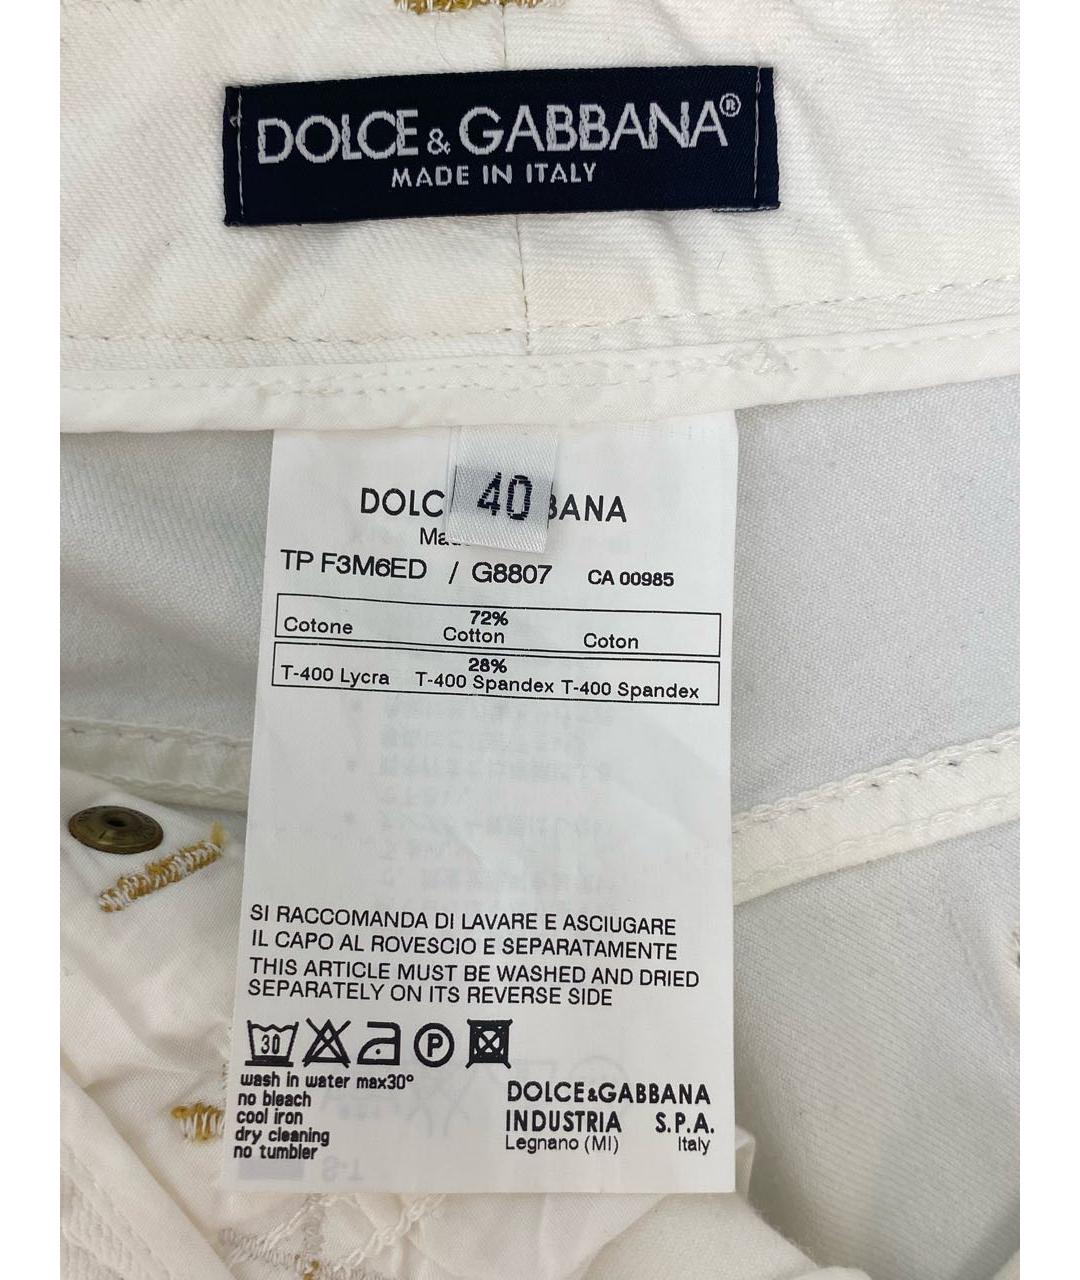 DOLCE & GABBANA®
MADE IN ITALY
40
TP F3M6ED / G8807 CA 00985
72%
Cotone Cotton Coton
28%
T-400 Lycra T-400 Spandex T-400 Spandex
SI RACCOMANDA DI LAVARE E ASCIUGARE
IL CAPO AL ROVESCIO E SEPARATAMENTE
THIS ARTICLE MUST BE WASHED AND DRIED
SEPARATELY ON ITS REVERSE SIDE
30 P
wash in water max30°
no bleach
cool iron
dry cleaning
no tumbler
DOLCE&GABBANA
INDUSTRIA S.P.A.
Legnano (MI) Italy